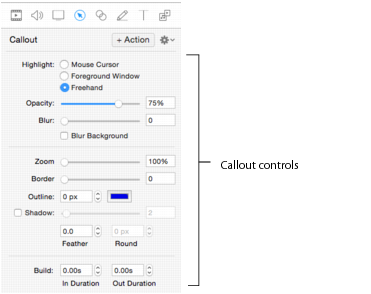 Callout + Action
Highlight: Mouse Cursor
Foreground Window
Freehand
Opacity: 75%
Blur: 0
Blur Background
Zoom 100%
Border 0
Outline: 0 px
Shadow: 2
0.0 0 px
Feather Round
Build: 0.00s 0.00s
In Duration Out Duration
Callout controls